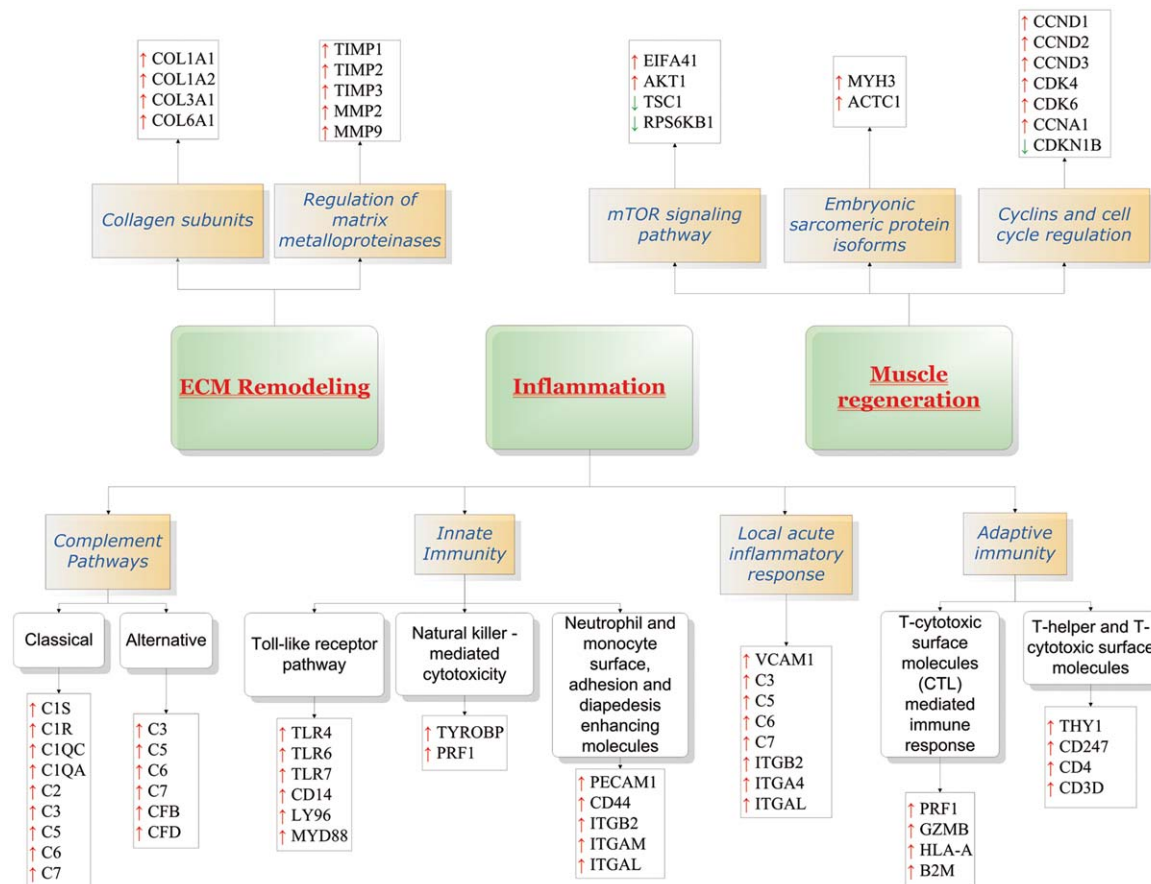 ↑ COL1A1
↑ COL1A2
↑ COL3A1
↑ COL6A1
↑ TIMP1
↑ TIMP2
↑ TIMP3
↑ MMP2
↑ MMP9
↑ EIFA41
↑ AKT1
↓ TSC1
↓ RPS6KB1
↑ MYH3
↑ ACTC1
↑ CCND1
↑ CCND2
↑ CCND3
↑ CDK4
↑ CDK6
↑ CCNA1
↓ CDKN1B
Collagen subunits
Regulation of
matrix
metalloproteinases
mTOR signaling
pathway
Embryonic
sarcomeric protein
isoforms
Cyclins and cell
cycle regulation
ECM Remodeling
Inflammation
Muscle
regeneration
Complement
Pathways
Innate
Immunity
Local acute
inflammatory
response
Adaptive
immunity
Classical
Alternative
Toll-like receptor
pathway
Natural killer -
mediated
cytotoxicity
Neutrophil and
monocyte
surface,
adhesion and
diapedesis
enhancing
molecules
T-cytotoxic
surface
molecules (CTL)
mediated
immune
response
T-helper and T-
cytotoxic surface
molecules
↑ C1S
↑ C1R
↑ C1QC
↑ C1QA
↑ C2
↑ C3
↑ C5
↑ C6
↑ C7
↑ C3
↑ C5
↑ C6
↑ C7
↑ CFB
↑ CFD
↑ TLR4
↑ TLR6
↑ TLR7
↑ CD14
↑ LY96
↑ MYD88
↑ TYROBP
↑ PRF1
↑ PECAM1
↑ CD44
↑ ITGB2
↑ ITGAM
↑ ITGAL
↑ VCAM1
↑ C3
↑ C5
↑ C6
↑ C7
↑ ITGB2
↑ ITGA4
↑ ITGAL
↑ PRF1
↑ GZMB
↑ HLA-A
↑ B2M
↑ THY1
↑ CD247
↑ CD4
↑ CD3D